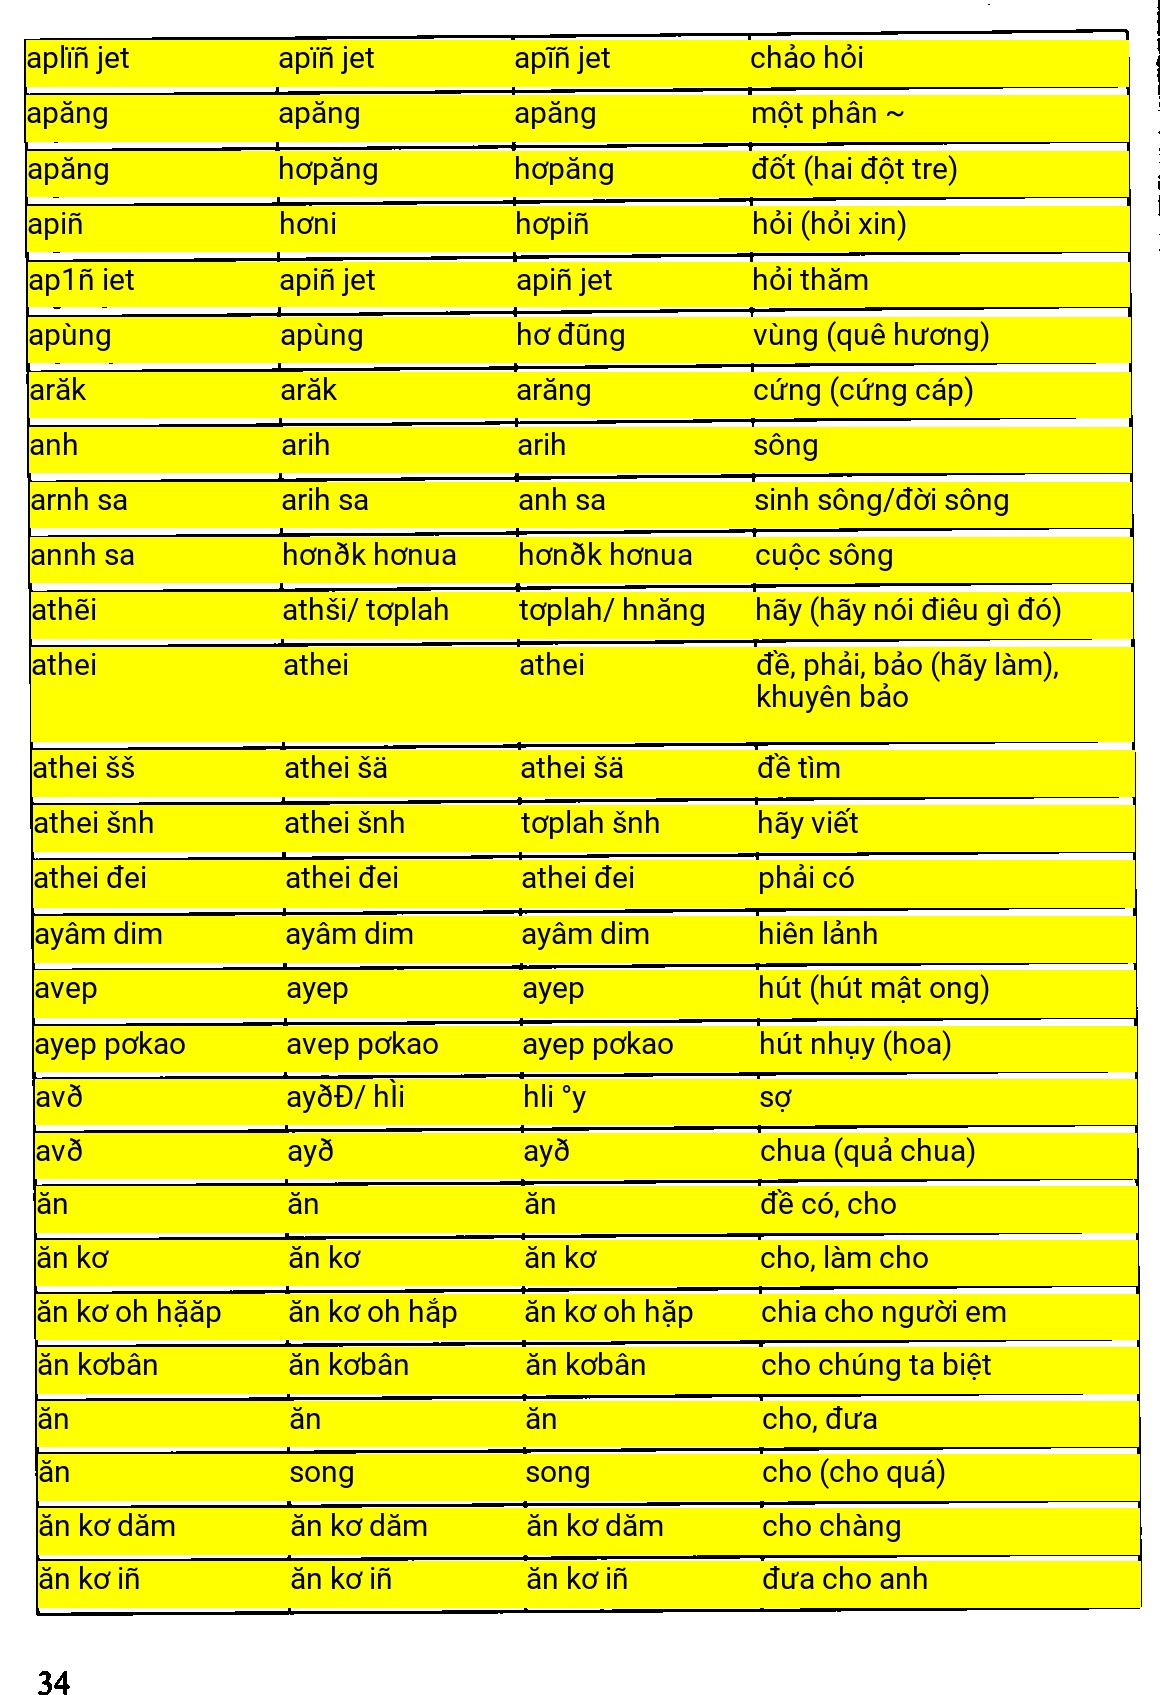 aplïñ jet apïñ jet apĩñ jet chảo hỏi
apăng apăng apăng một phân ~
apăng hơpăng hơpăng đốt (hai đột tre)
apiñ hơni hơpiñ hỏi (hỏi xin)
ap1ñ iet apiñ jet apiñ jet hỏi thăm
apùng apùng hơ đũng vùng (quê hương)
arăk arăk arăng cứng (cứng cáp)
anh arih arih sông
arnh sa arih sa anh sa sinh sông/đời sông
annh sa hơnðk hơnua hơnðk hơnua cuộc sông
athẽi athši/ tơplah tơplah/ hnăng hãy (hãy nói điêu gì đó)
athei athei athei đề, phải, bảo (hãy làm),
khuyên bảo
athei šš athei šä athei šä đề tìm
athei šnh athei šnh tơplah šnh hãy viết
athei đei athei đei athei đei phải có
ayâm dim ayâm dim ayâm dim hiên lảnh
avep ayep ayep hút (hút mật ong)
ayep pơkao avep pơkao ayep pơkao hút nhụy (hoa)
avð ayðĐ/ hÌi hli °y sợ
avð ayð ayð chua (quả chua)
ăn ăn ăn đề có, cho
ăn kơ ăn kơ ăn kơ cho, làm cho
ăn kơ oh hặăp ăn kơ oh hắp ăn kơ oh hặp chia cho người em
ăn kơbân ăn kơbân ăn kơbân cho chúng ta biệt
ăn ăn ăn cho, đưa
ăn song song cho (cho quá)
ăn kơ dăm ăn kơ dăm ăn kơ dăm cho chàng
ăn kơ iñ ăn kơ iñ ăn kơ iñ đưa cho anh
34